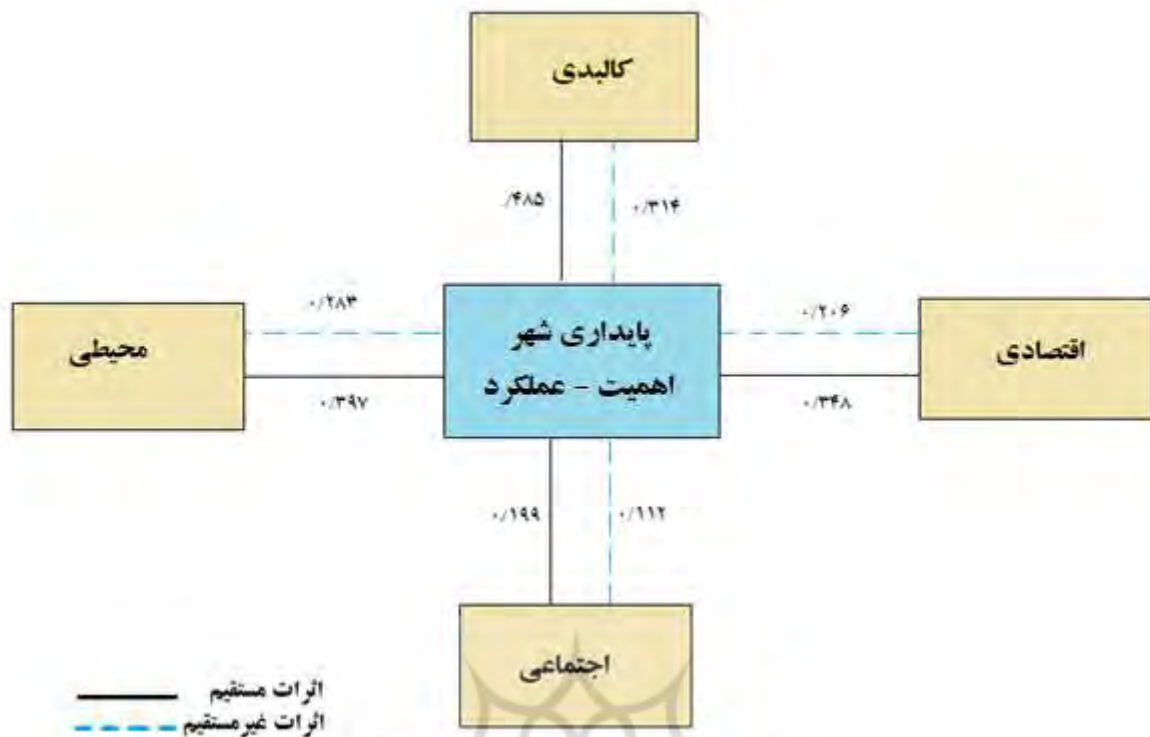 کالبدی
/۴۸۵
۰/۳۱۴
۰/۲۸۳
۰/۲۰۶
محیطی
پایداری شهر
اهمیت - عملکرد
اقتصادی
۰/۳۹۷
۰/۳۴۸
۰/۱۹۹
۰/۱۱۲
اجتماعی
اثرات مستقیم
اثرات غیرمستقیم